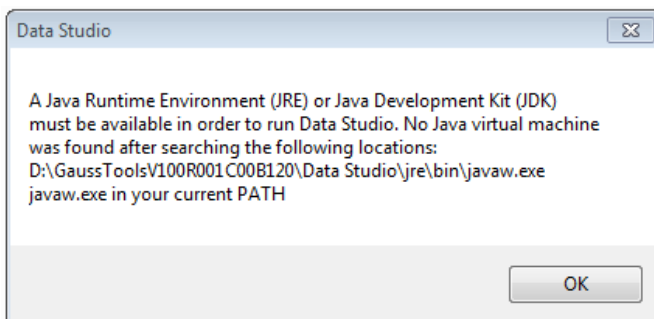 Data Studio
A Java Runtime Environment (JRE) or Java Development Kit (JDK)
must be available in order to run Data Studio. No Java virtual machine
was found after searching the following locations:
D:\GaussToolsV100R001C00B120\Data Studio\jre\bin\javaw.exe
javaw.exe in your current PATH
OK